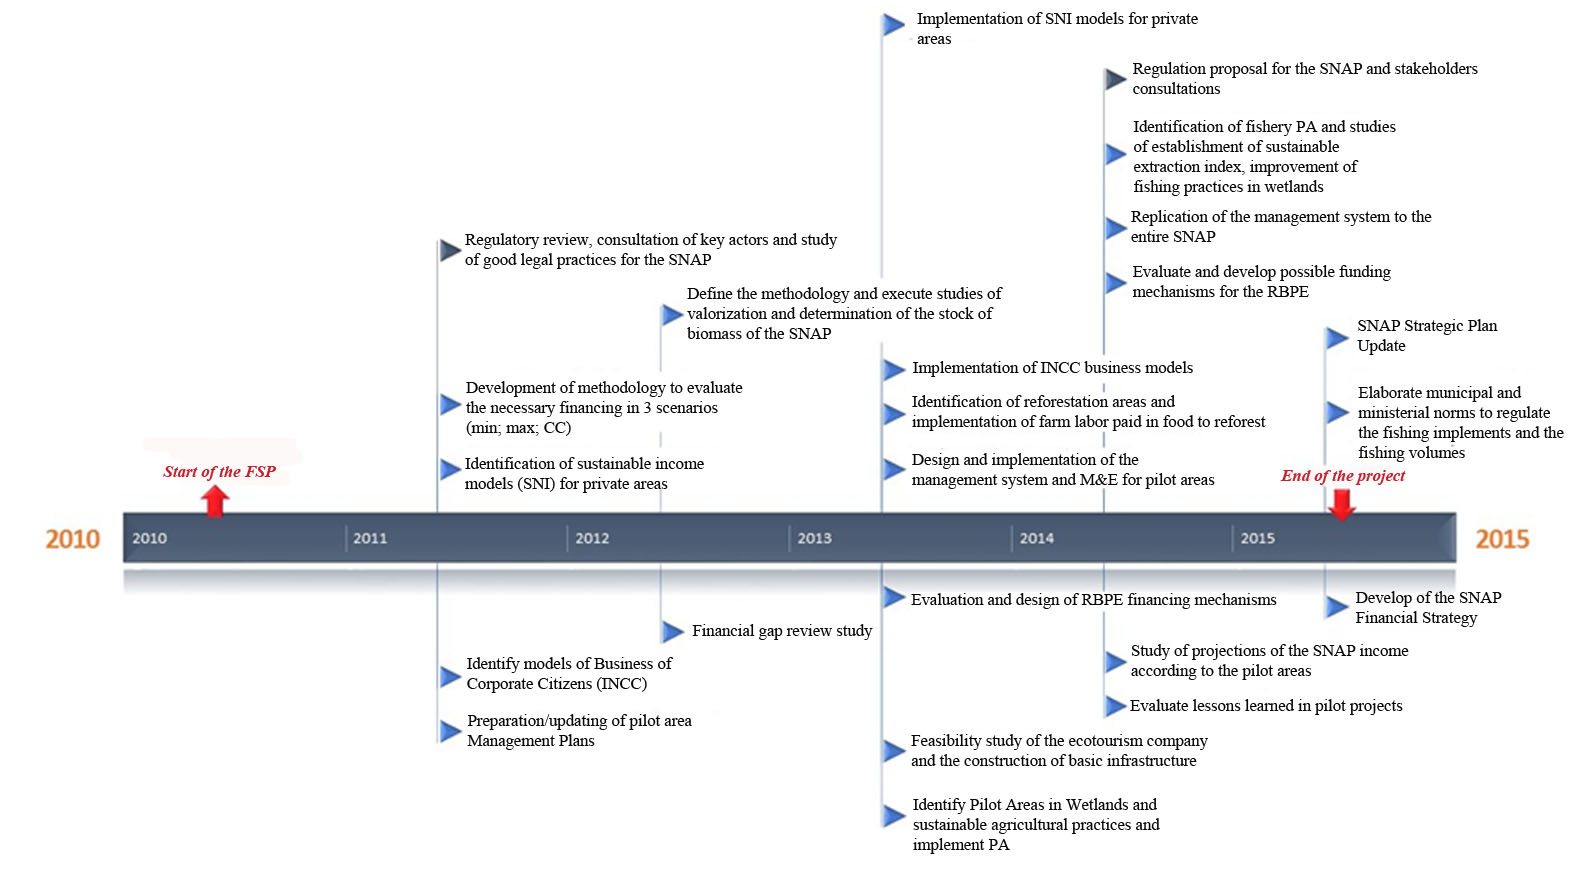 Implementation of SNI models for private
areas
Regulation proposal for the SNAP and stakeholders
consultations
Identification of fishery PA and studies
of establishment of sustainable
extraction index, improvement of
fishing practices in wetlands
Replication of the management system to the
entire SNAP
Evaluate and develop possible funding
mechanisms for the RBPE
Regulatory review, consultation of key actors and study
of good legal practices for the SNAP
Define the methodology and execute studies of
valorization and determination of the stock of
biomass of the SNAP
SNAP Strategic Plan
Update
Development of methodology to evaluate
the necessary financing in 3 scenarios
(min; max; CC)
Implementation of INCC business models
Identification of reforestation areas and
implementation of farm labor paid in food to reforest
Elaborate municipal and
ministerial norms to regulate
the fishing implements and the
fishing volumes
Identification of sustainable income
models (SNI) for private areas
Design and implementation of the
management system and M&E for pilot areas
Start of the FSP
End of the project
2010
2010
2011
2012
2013
2014
2015
2015
Evaluation and design of RBPE financing mechanisms
Develop of the SNAP
Financial Strategy
Financial gap review study
Identify models of Business of
Corporate Citizens (INCC)
Study of projections of the SNAP income
according to the pilot areas
Preparation/updating of pilot area
Management Plans
Evaluate lessons learned in pilot projects
Feasibility study of the ecotourism company
and the construction of basic infrastructure
Identify Pilot Areas in Wetlands and
sustainable agricultural practices and
implement PA